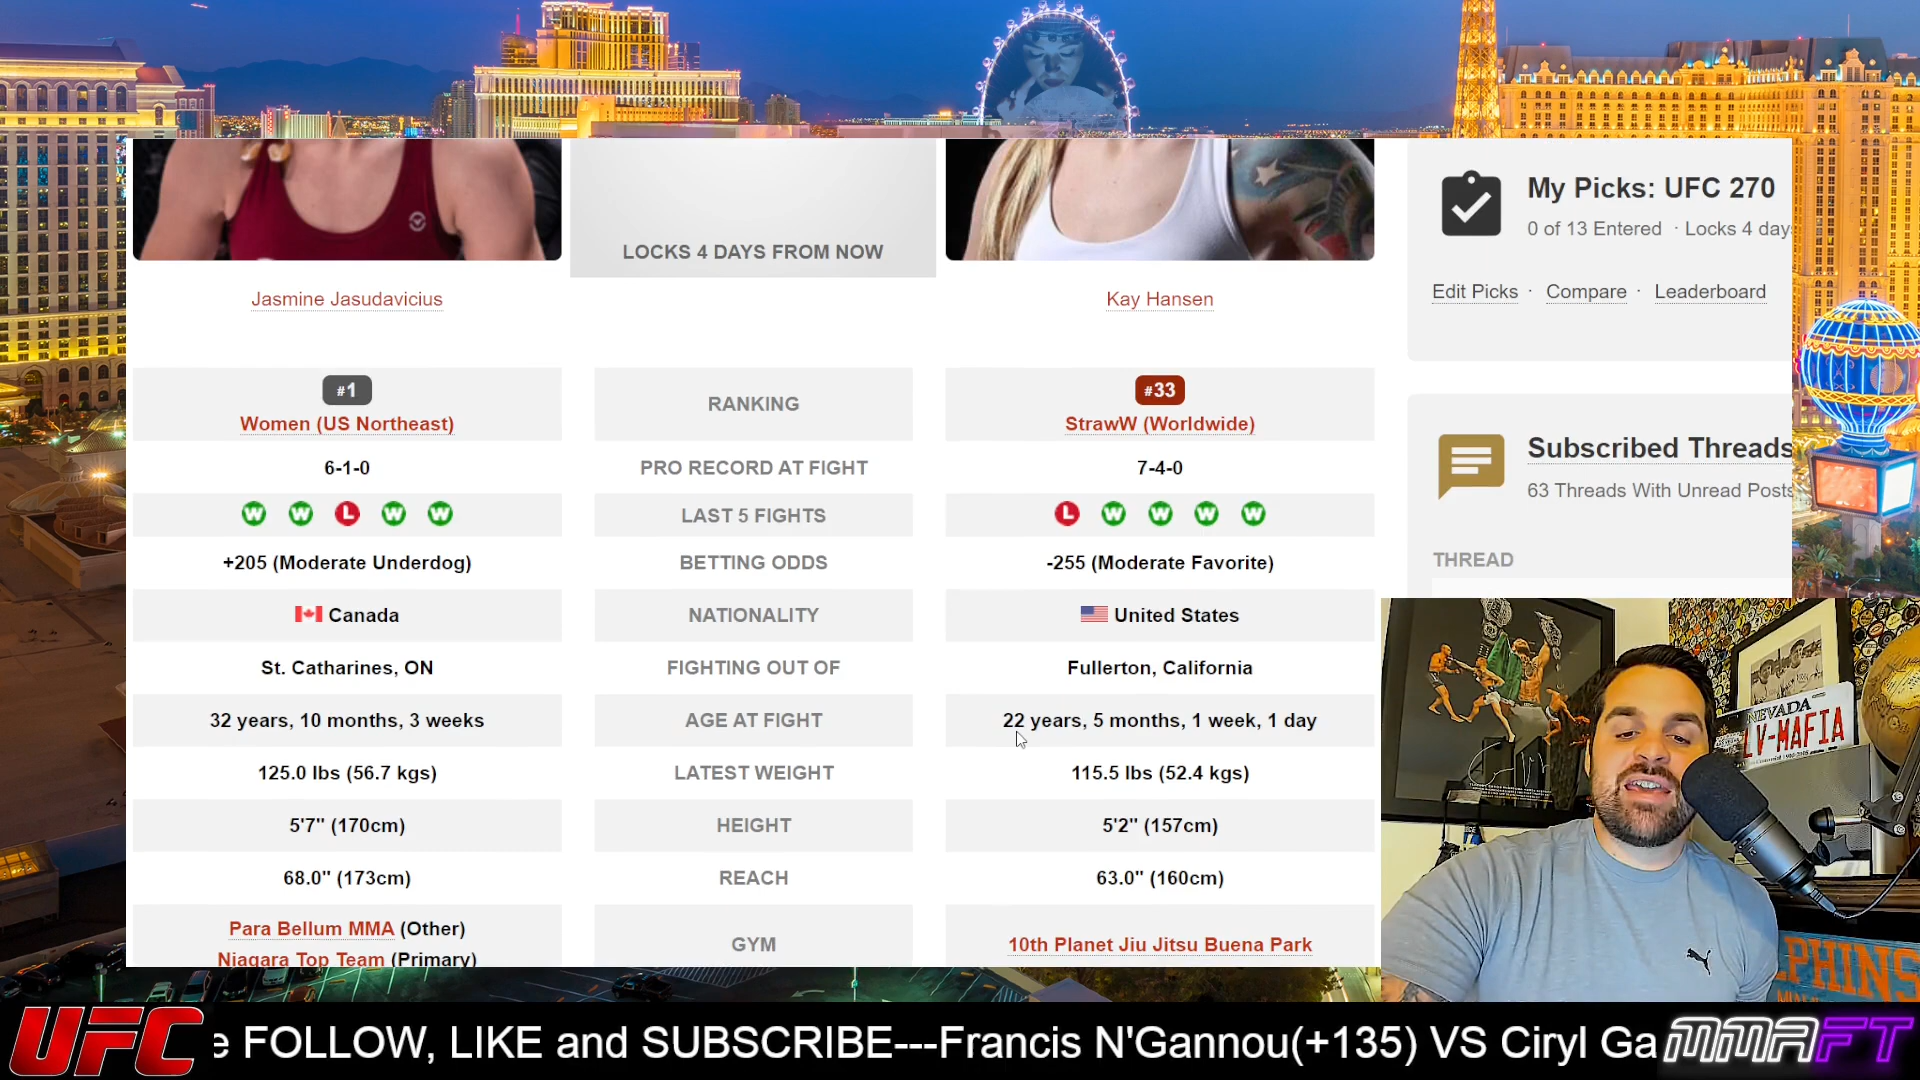 LOCKS 4 DAYS FROM NOW
Jasmine Jasudavicius
Kay Hansen
#1
Women (US Northeast)
RANKING
#33
StrawW (Worldwide)
6-1-0
PRO RECORD AT FIGHT
7-4-0
W W L W W
LAST 5 FIGHTS
L W W W W
+205 (Moderate Underdog)
BETTING ODDS
-255 (Moderate Favorite)
Canada
NATIONALITY
United States
St. Catharines, ON
FIGHTING OUT OF
Fullerton, California
32 years, 10 months, 3 weeks
AGE AT FIGHT
22 years, 5 months, 1 week, 1 day
125.0 lbs (56.7 kgs)
LATEST WEIGHT
115.5 lbs (52.4 kgs)
5'7" (170cm)
HEIGHT
5'2" (157cm)
68.0" (173cm)
REACH
63.0" (160cm)
Para Bellum MMA (Other)
Niagara Top Team (Primary)
GYM
10th Planet Jiu Jitsu Buena Park
My Picks: UFC 270
0 of 13 Entered · Locks 4 day
Edit Picks · Compare · Leaderboard
Subscribed Threads
63 Threads With Unread Posts
THREAD
NEVADA
LV-MAFIA
PHINS
UFC
e FOLLOW, LIKE and SUBSCRIBE---Francis N'Gannou(+135) VS Ciryl Ga
MMAFT